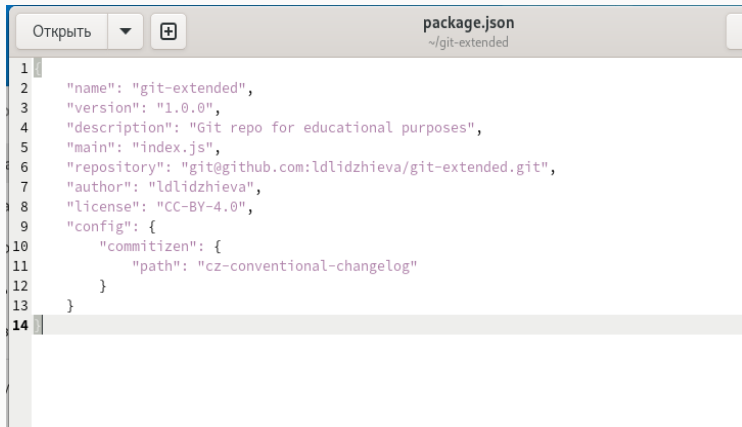 Открыть
package.json
~/git-extended
1 {
2 "name": "git-extended",
3 "version": "1.0.0",
4 "description": "Git repo for educational purposes",
5 "main": "index.js",
6 "repository": "git@github.com:ldlidzhieva/git-extended.git",
7 "author": "ldlidzhieva",
8 "license": "CC-BY-4.0",
9 "config": {
10 "commitizen": {
11 "path": "cz-conventional-changelog"
12 }
13 }
14 }